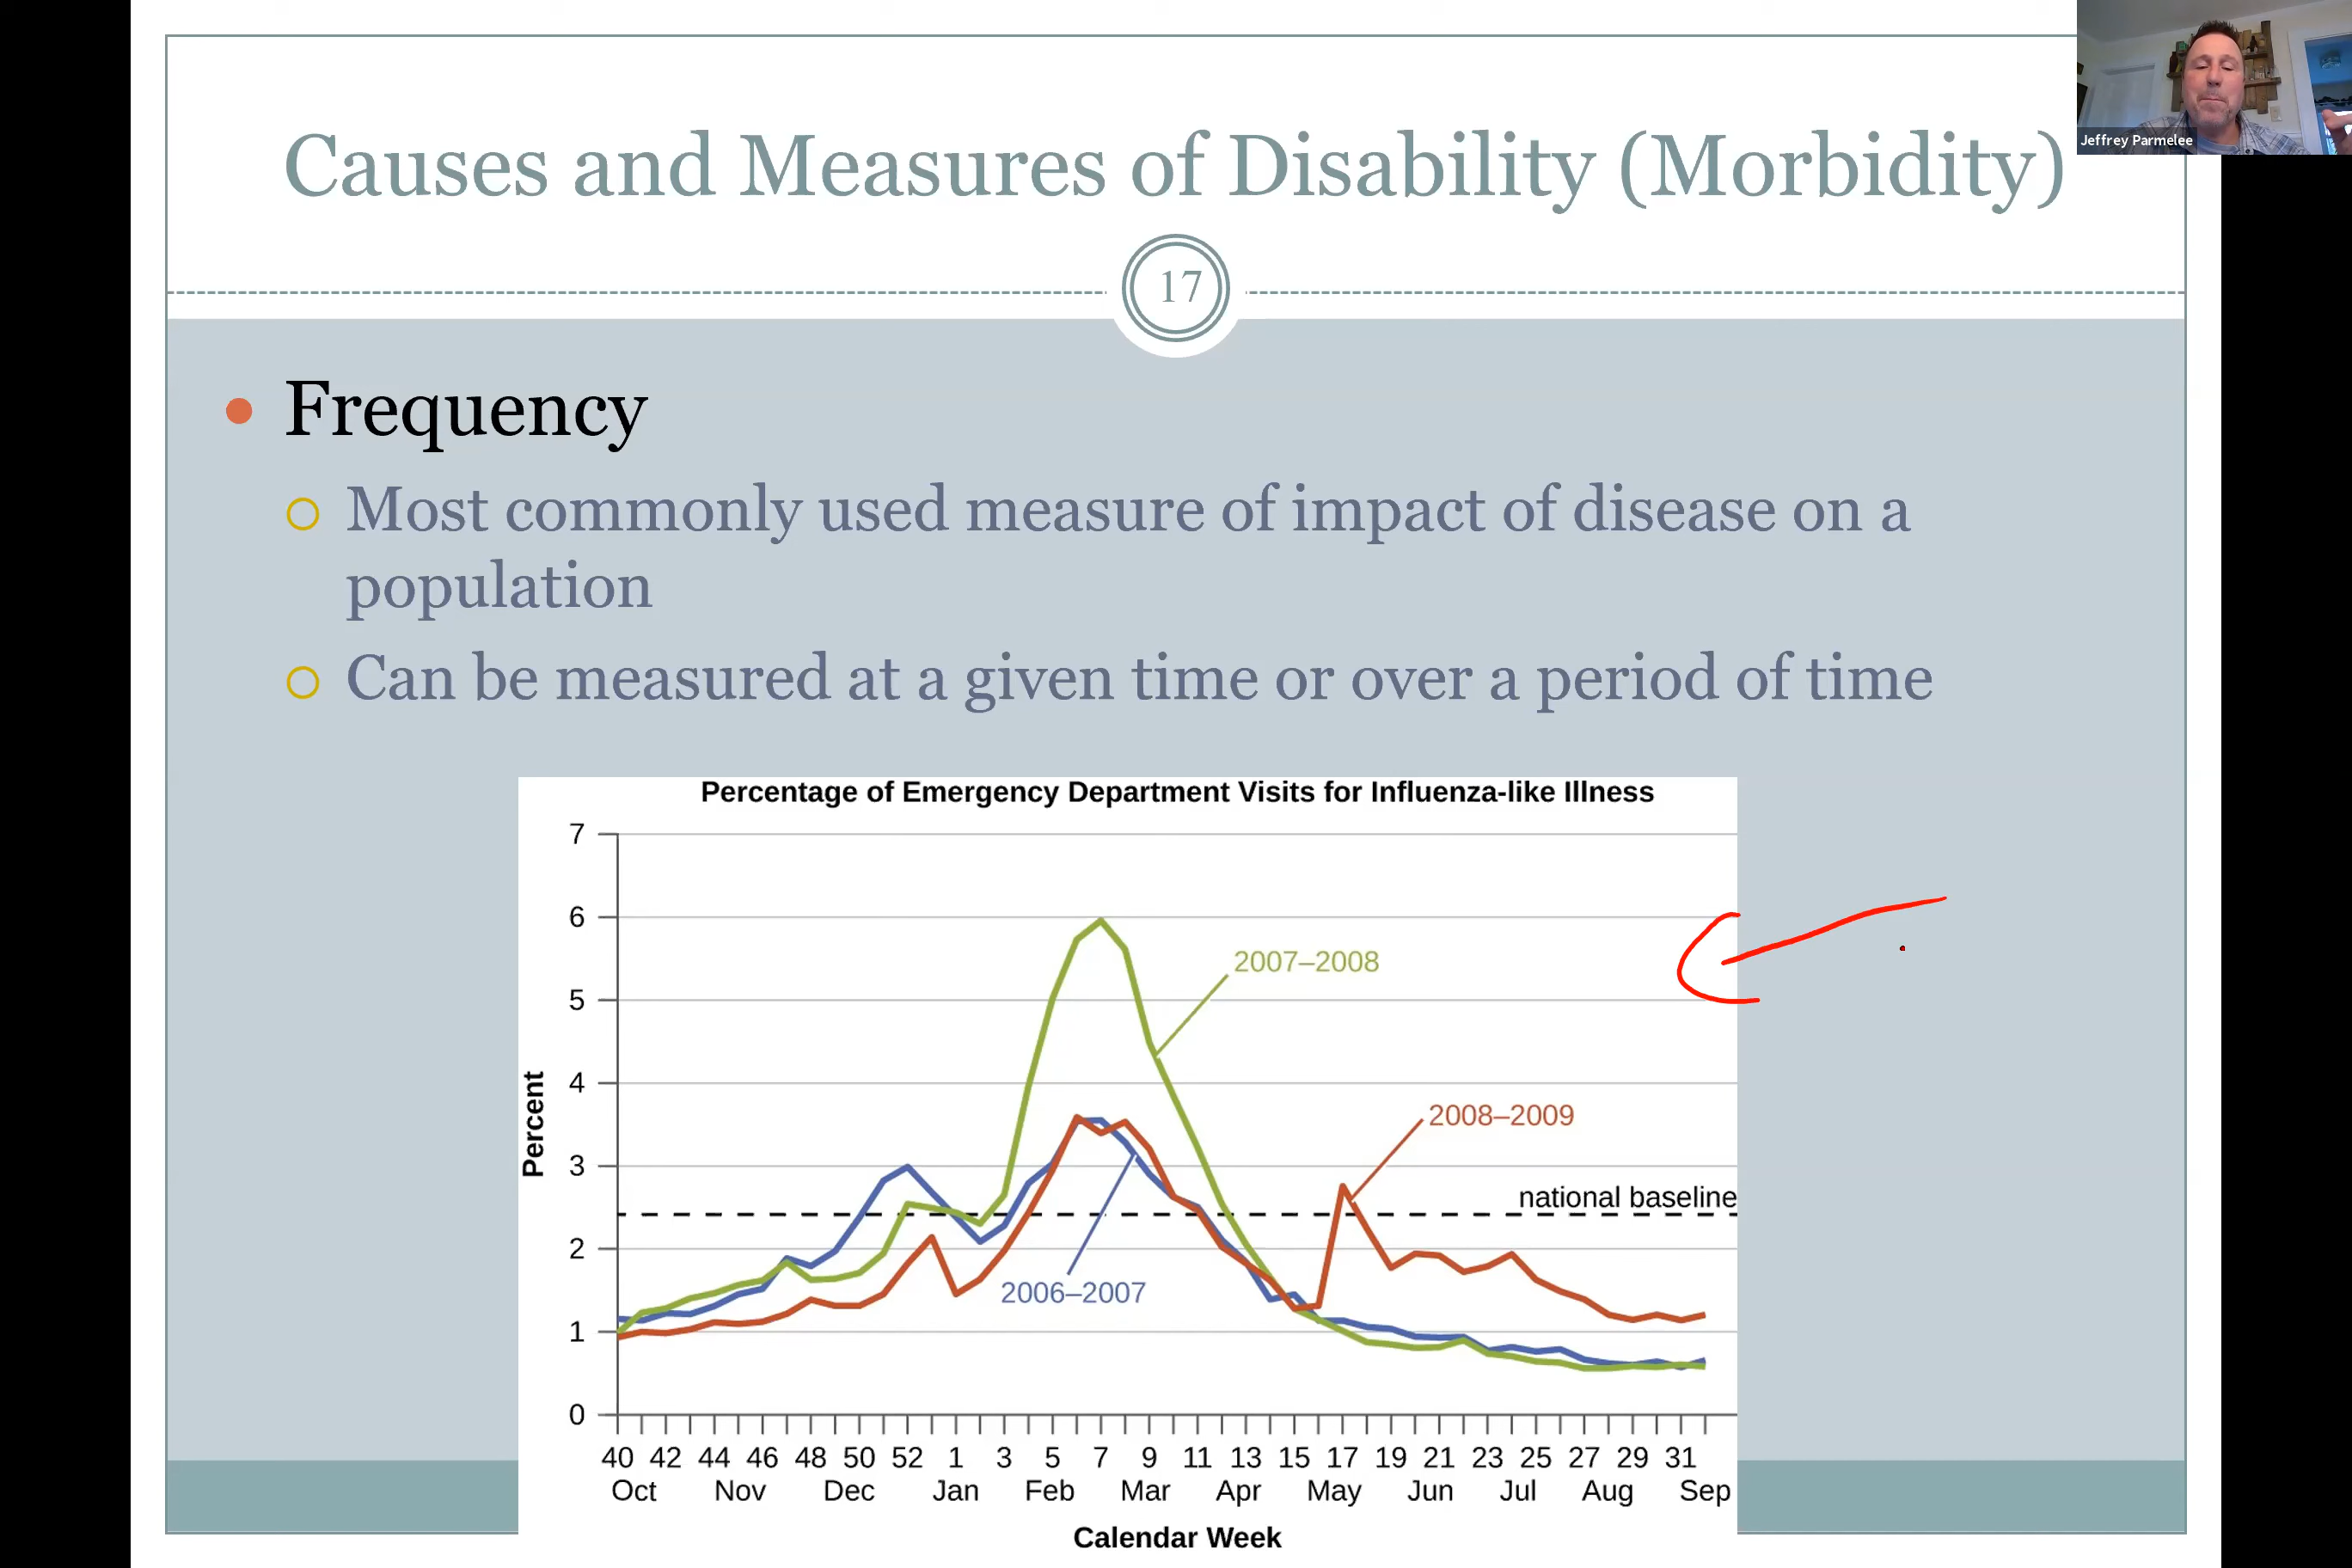 Jeffrey Parmelee
Causes and Measures of Disability (Morbidity)
17
Frequency
Most commonly used measure of impact of disease on a
population
Can be measured at a given time or over a period of time
Percentage of Emergency Department Visits for Influenza-like Illness
7
6
5
4
3
2
1
0
Percent
2007–2008
2008–2009
national baseline
2006–2007
40 42 44 46 48 50 52 1 3 5 7 9 11 13 15 17 19 21 23 25 27 29 31
Oct Nov Dec Jan Feb Mar Apr May Jun Jul Aug Sep
Calendar Week